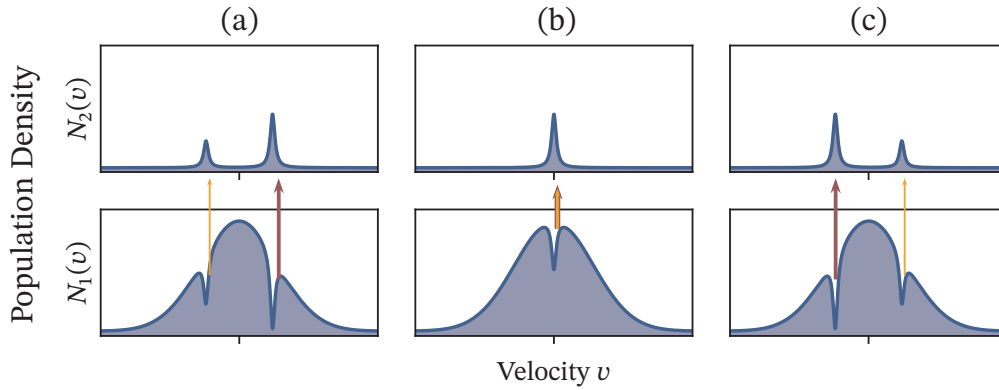 (a)
(b)
(c)
Population Density
N₂(υ)
N₁(υ)
Velocity υ